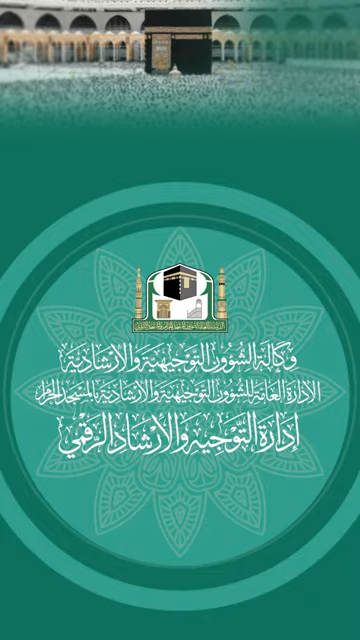 وكالة الشؤون التوجيهية والإرشادية
الإدارة العامة للشؤون التوجيهية والإرشادية بالمسجد الحرام
إدارة التوجيه والإرشاد الرقمي